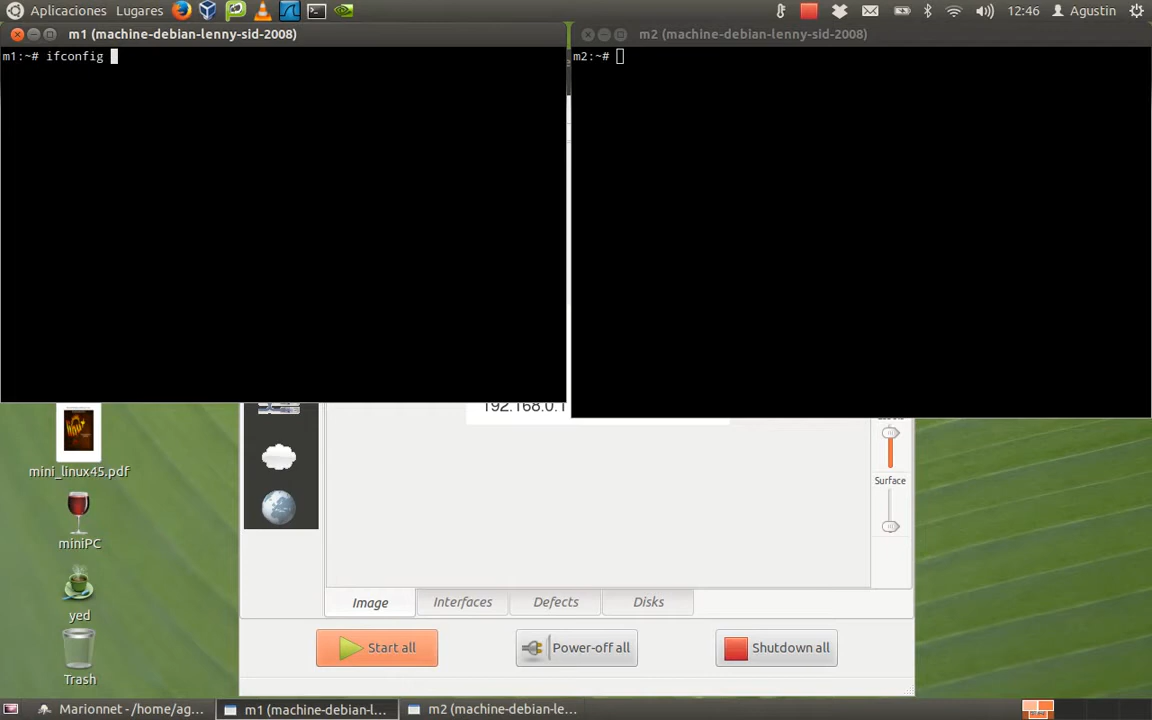 Aplicaciones Lugares 12:46 Agustin
m1 (machine-debian-lenny-sid-2008)
m1:~# ifconfig
m2 (machine-debian-lenny-sid-2008)
m2:~#
192.168.0.1
Surface
mini_linux45.pdf
miniPC
yed
Trash
Image Interfaces Defects Disks
Start all Power-off all Shutdown all
Marionnet - /home/ag... m1 (machine-debian-l... m2 (machine-debian-le...